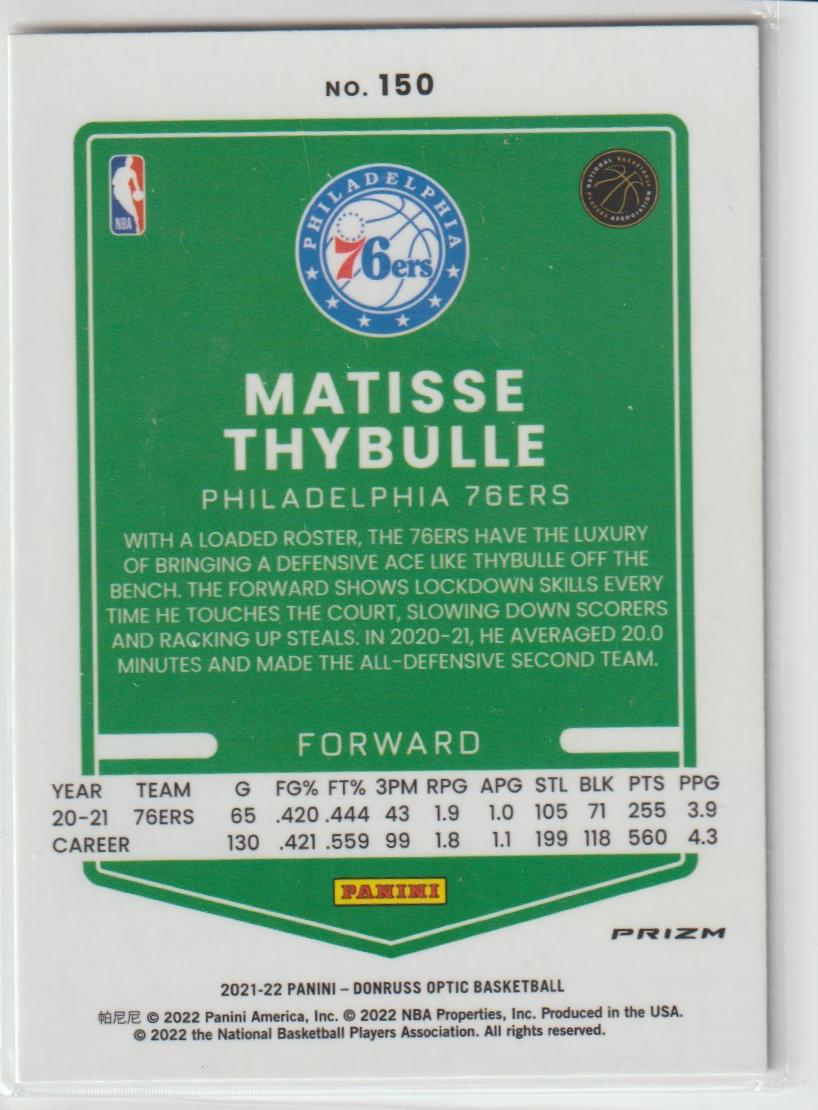 NO. 150
NBA
PHILADELPHIA
76ers
NATIONAL BASKETBALL
PLAYERS ASSOCIATION
MATISSE
THYBULLE
PHILADELPHIA 76ERS
WITH A LOADED ROSTER, THE 76ERS HAVE THE LUXURY
OF BRINGING A DEFENSIVE ACE LIKE THYBULLE OFF THE
BENCH. THE FORWARD SHOWS LOCKDOWN SKILLS EVERY
TIME HE TOUCHES THE COURT, SLOWING DOWN SCORERS
AND RACKING UP STEALS. IN 2020-21, HE AVERAGED 20.0
MINUTES AND MADE THE ALL-DEFENSIVE SECOND TEAM.
FORWARD
YEAR TEAM G FG% FT% 3PM RPG APG STL BLK PTS PPG
20-21 76ERS 65 .420 .444 43 1.9 1.0 105 71 255 3.9
CAREER 130 .421 .559 99 1.8 1.1 199 118 560 4.3
PANINI
PRIZM
2021-22 PANINI – DONRUSS OPTIC BASKETBALL
帕尼尼 © 2022 Panini America, Inc. © 2022 NBA Properties, Inc. Produced in the USA.
© 2022 the National Basketball Players Association. All rights reserved.